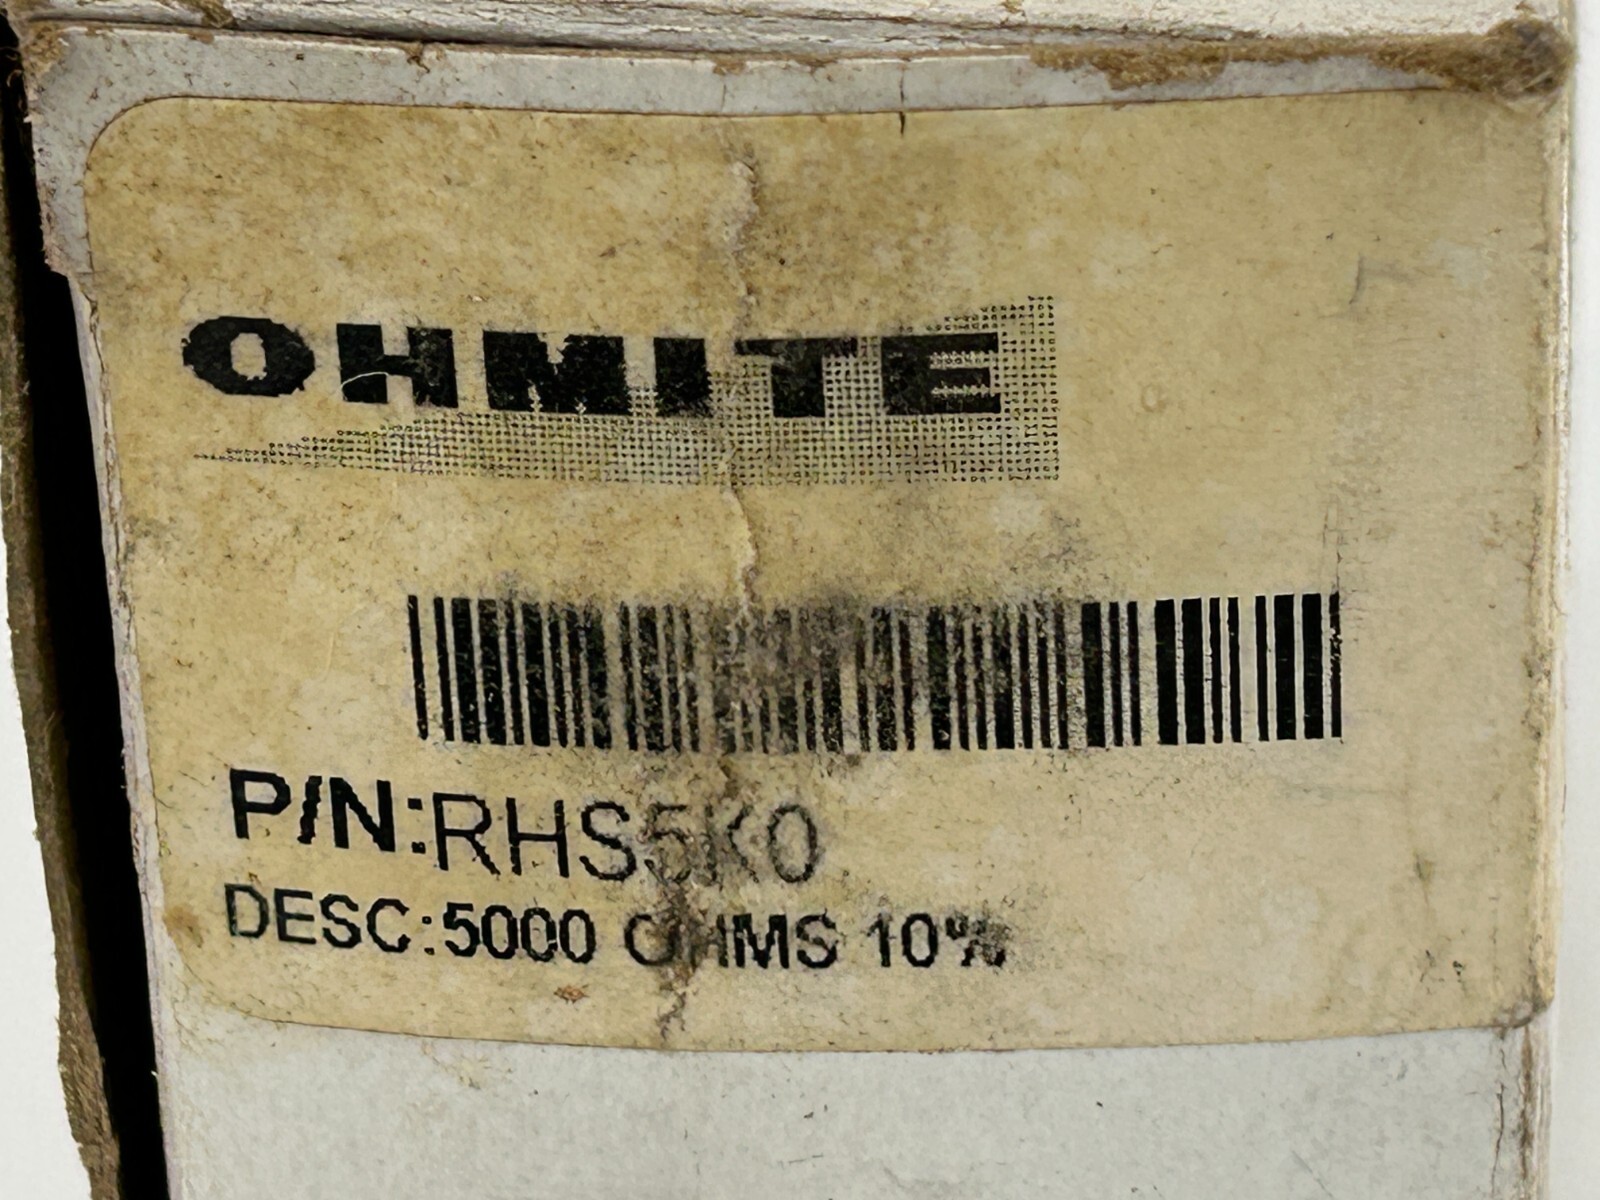 OHMITE
P/N:RHS5K0
DESC:5000 OHMS 10%